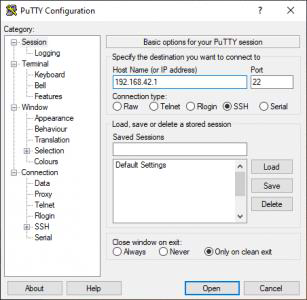 PuTTY Configuration
Category:
Session
Logging
Terminal
Keyboard
Bell
Features
Window
Appearance
Behaviour
Translation
Selection
Colours
Connection
Data
Proxy
Telnet
Rlogin
SSH
Serial
Basic options for your PuTTY session
Specify the destination you want to connect to
Host Name (or IP address) Port
192.168.42.1 22
Connection type:
Raw Telnet Rlogin SSH Serial
Load, save or delete a stored session
Saved Sessions
Default Settings
Load
Save
Delete
Close window on exit:
Always Never Only on clean exit
About Help Open Cancel